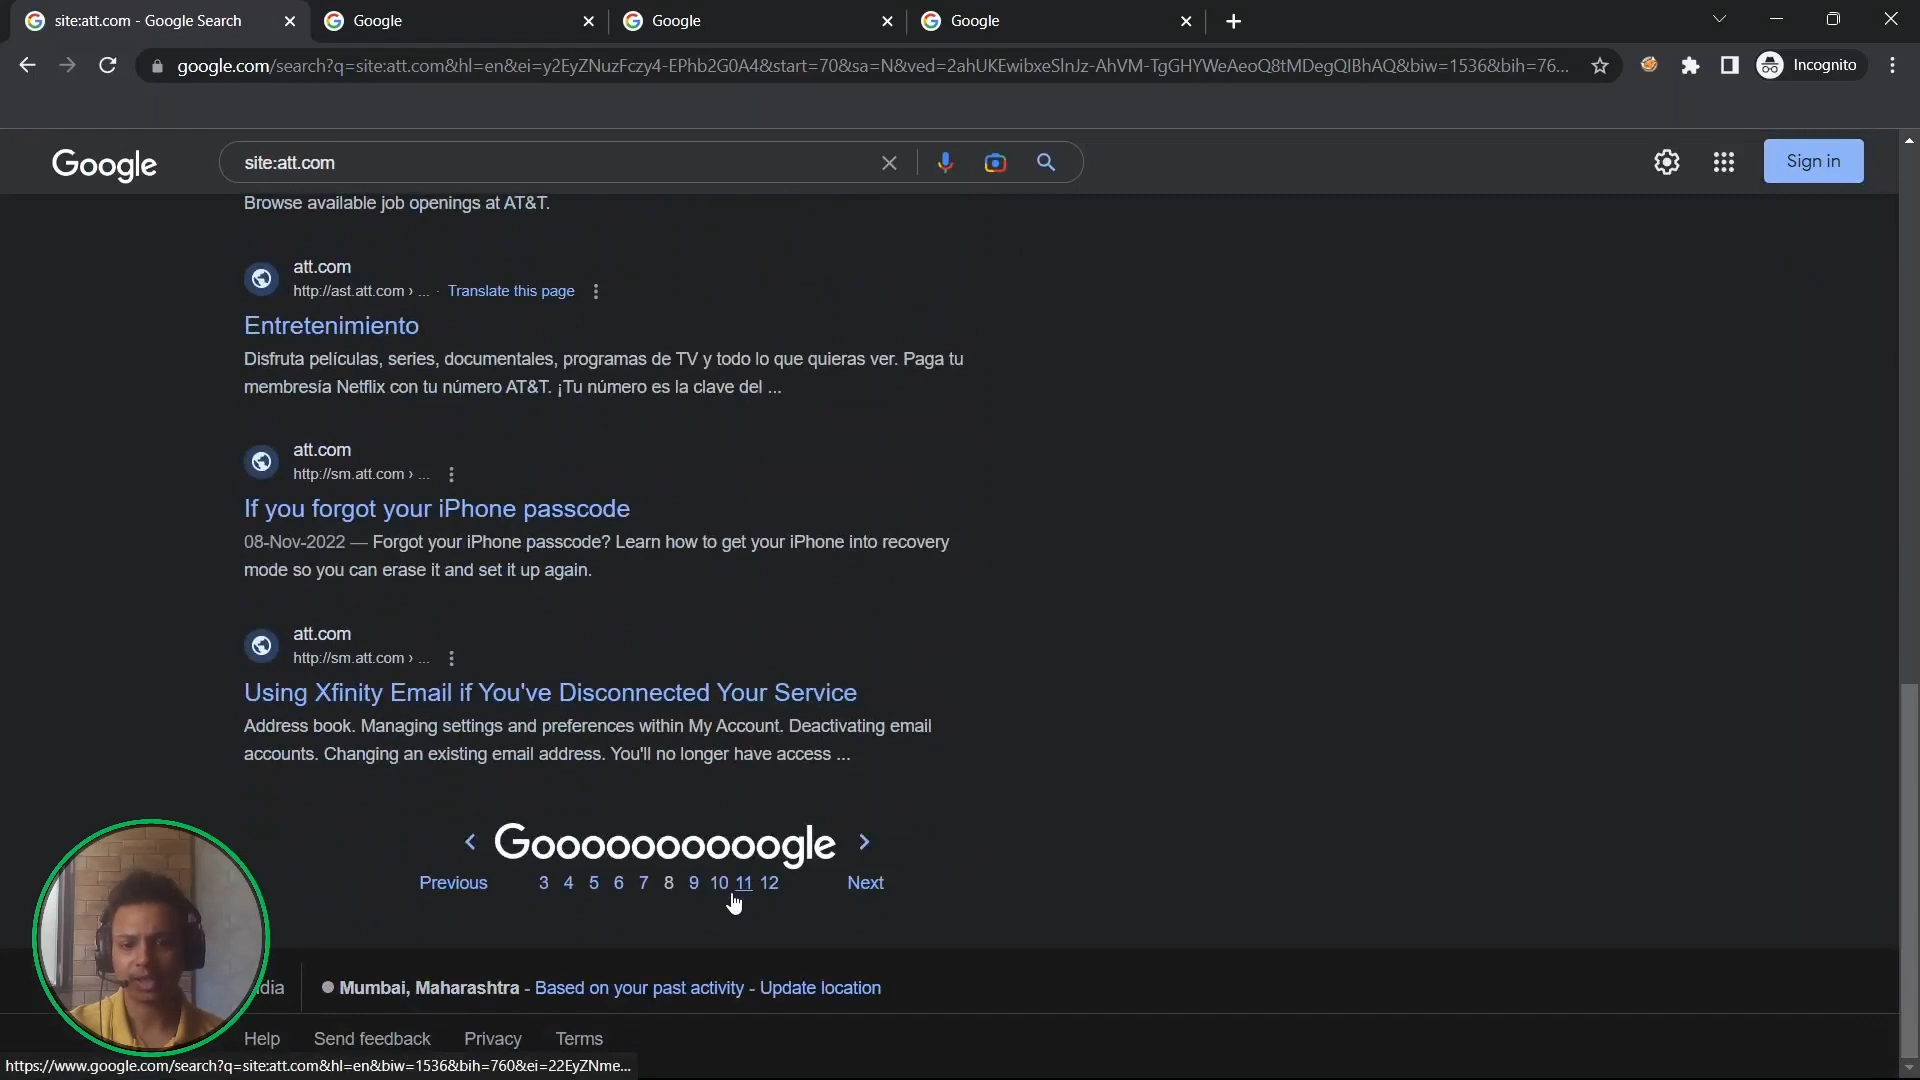 site:att.com - Google Search
Google
Google
Google
google.com/search?q=site:att.com&hl=en&ei=y2EyZNuzFczy4-EPhb2G0A4&start=70&sa=N&ved=2ahUKEwibxeSlnJz-AhVM-TgGHYWeAeoQ8tMDegQIBhAQ&biw=1536&bih=76...
Incognito
Google
site:att.com
Sign in
Browse available job openings at AT&T.
att.com
http://ast.att.com › ... · Translate this page
Entretenimiento
Disfruta películas, series, documentales, programas de TV y todo lo que quieras ver. Paga tu
membresía Netflix con tu número AT&T. ¡Tu número es la clave del ...
att.com
http://sm.att.com › ...
If you forgot your iPhone passcode
08-Nov-2022 — Forgot your iPhone passcode? Learn how to get your iPhone into recovery
mode so you can erase it and set it up again.
att.com
http://sm.att.com › ...
Using Xfinity Email if You've Disconnected Your Service
Address book. Managing settings and preferences within My Account. Deactivating email
accounts. Changing an existing email address. You'll no longer have access ...
Goooooooooogle
Previous 3 4 5 6 7 8 9 10 11 12 Next
dia Mumbai, Maharashtra - Based on your past activity - Update location
Help Send feedback Privacy Terms
https://www.google.com/search?q=site:att.com&hl=en&biw=1536&bih=760&ei=22EyZNme...